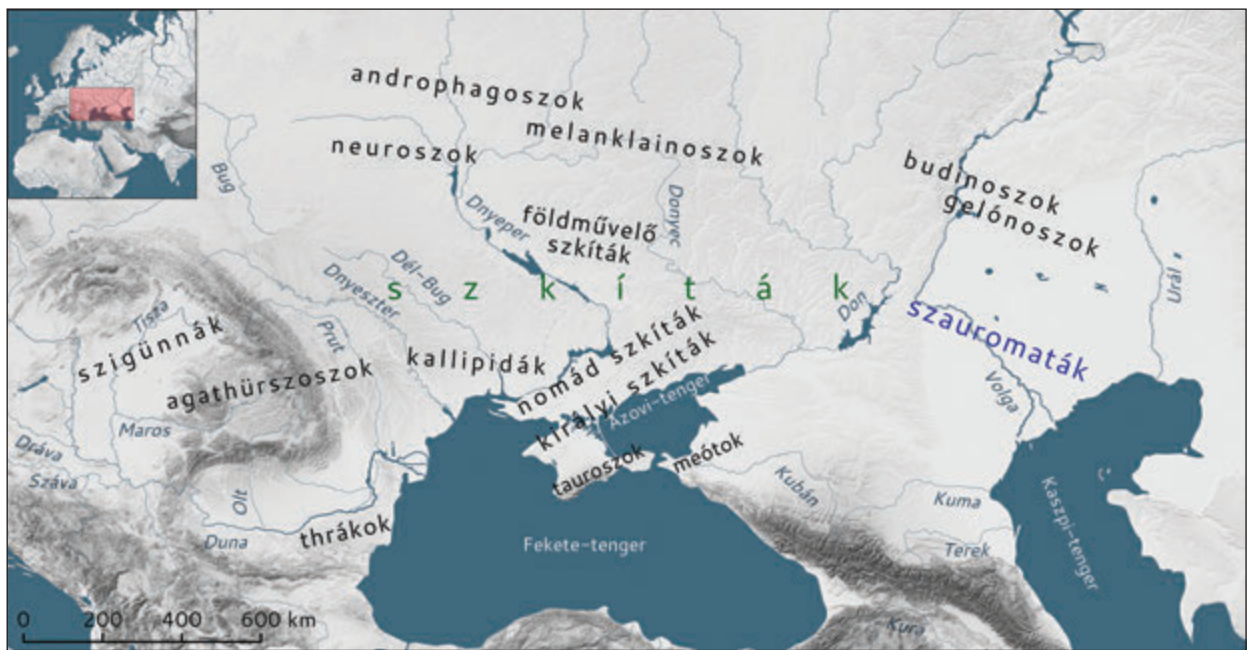 androphagoszok
melanklainoszok
neuroszok
budinoszok
gelónoszok
Bug
Donyec
Dnyeper
földművelő
szkíták
Urál
Dél-Bug
Dnyeszter
szkíták
Don
Tisza
szigünnák
Prut
szauromaták
nomád szkíták
királyi szkíták
kallipidák
agathürszoszok
Azovi-tenger
Volga
Maros
Dráva
Száva
meótok
tauroszok
Kubán
Kuma
Olt
Duna
thrákok
Fekete-tenger
Terek
Kaszpi-tenger
Kura
0 200 400 600 km